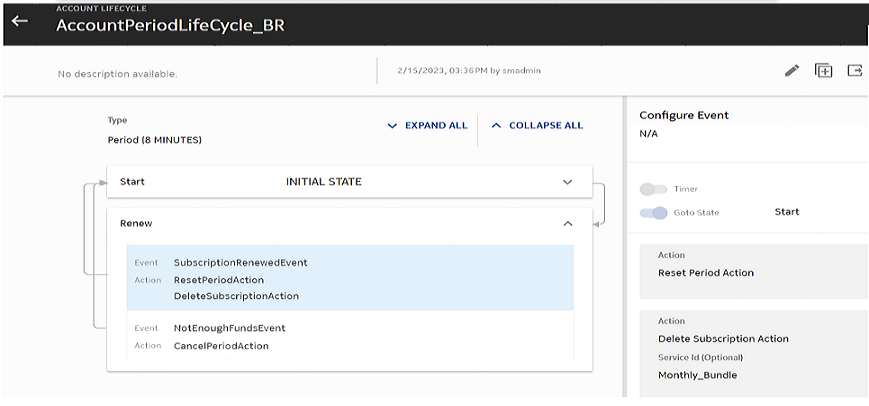 ACCOUNT LIFECYCLE
AccountPeriodLifeCycle_BR
No description available.
2/15/2023, 03:36PM by smadmin
Type
Period (8 MINUTES)
EXPAND ALL
COLLAPSE ALL
Start INITIAL STATE
Renew
Event SubscriptionRenewedEvent
Action ResetPeriodAction
DeleteSubscriptionAction
Event NotEnoughFundsEvent
Action CancelPeriodAction
Configure Event
N/A
Timer
Goto State Start
Action
Reset Period Action
Action
Delete Subscription Action
Service Id (Optional)
Monthly_Bundle